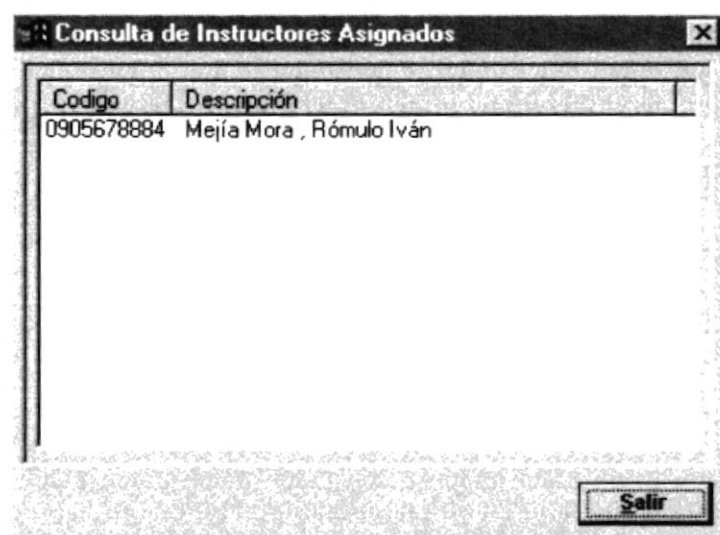 Consulta de Instructores Asignados
Codigo Descripción
0905678884 Mejía Mora , Rómulo Iván
Salir